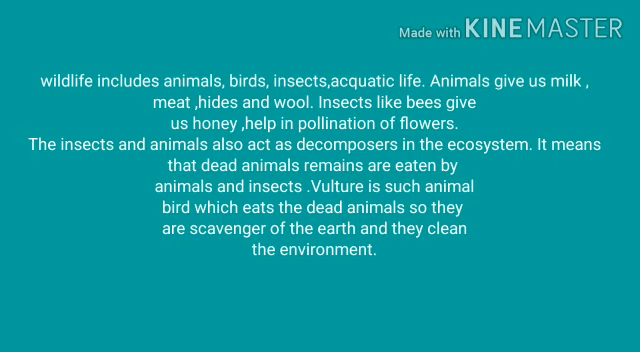 Made with KINEMASTER
wildlife includes animals, birds, insects,acquatic life. Animals give us milk ,
meat ,hides and wool. Insects like bees give
us honey ,help in pollination of flowers.
The insects and animals also act as decomposers in the ecosystem. It means
that dead animals remains are eaten by
animals and insects .Vulture is such animal
bird which eats the dead animals so they
are scavenger of the earth and they clean
the environment.